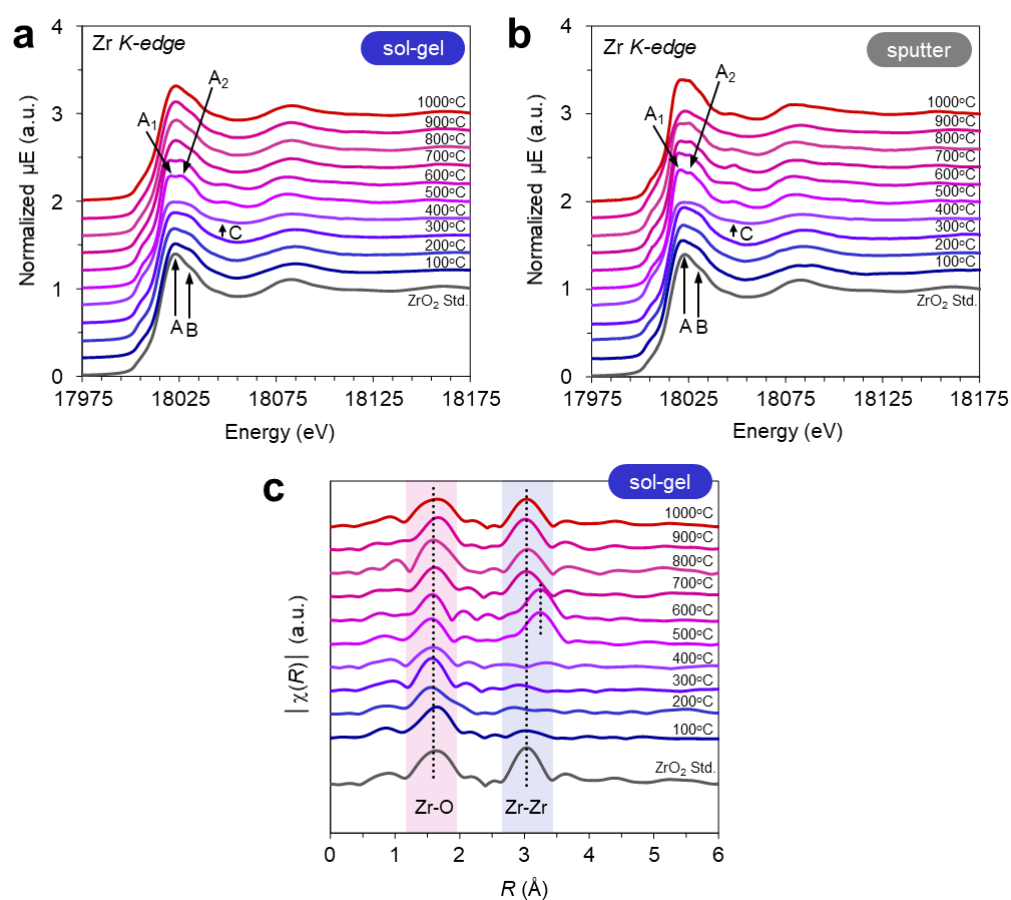 a
Zr K-edge
sol-gel
Normalized μE (a.u.)
4
3
2
1
0
A₁
A₂
1000°C
900°C
800°C
700°C
600°C
500°C
400°C
300°C
200°C
100°C
ZrO₂ Std.
C
A B
17975 18025 18075 18125 18175
Energy (eV)
b
Zr K-edge
sputter
Normalized μE (a.u.)
4
3
2
1
0
A₁
A₂
1000°C
900°C
800°C
700°C
600°C
500°C
400°C
300°C
200°C
100°C
ZrO₂ Std.
C
A B
17975 18025 18075 18125 18175
Energy (eV)
c
sol-gel
|χ(R)| (a.u.)
1000°C
900°C
800°C
700°C
600°C
500°C
400°C
300°C
200°C
100°C
ZrO₂ Std.
Zr-O Zr-Zr
0 1 2 3 4 5 6
R (Å)